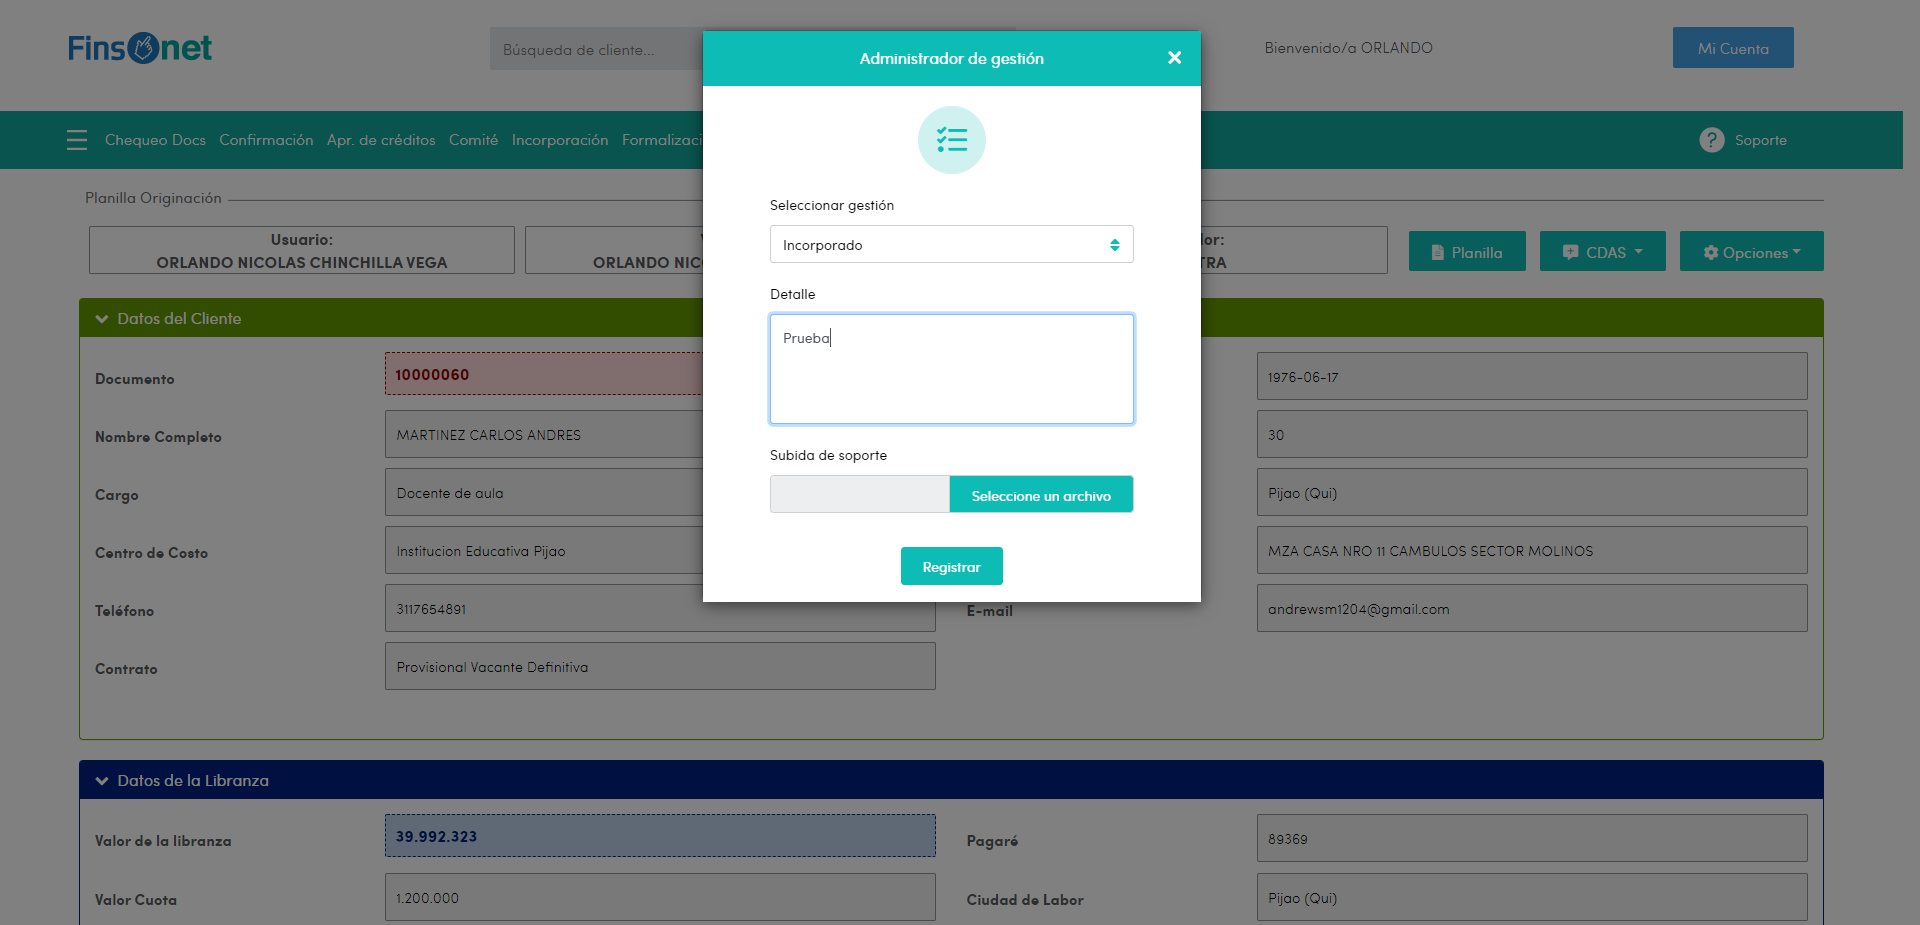 Finsonet
Búsqueda de cliente...
Bienvenido/a ORLANDO
Mi Cuenta
Administrador de gestión
Chequeo Docs Confirmación Apr. de créditos Comité Incorporación
Soporte
Planilla Originación
Usuario:
ORLANDO NICOLAS CHINCHILLA VEGA
ORLANDO
Planilla
CDAS
Opciones
Seleccionar gestión
Incorporado
Detalle
Prueba
Subida de soporte
Seleccione un archivo
Registrar
Datos del Cliente
Documento 10000060 1976-06-17
Nombre Completo MARTINEZ CARLOS ANDRES 30
Cargo Docente de aula Pijao (Qui)
Centro de Costo Institucion Educativa Pijao MZA CASA NRO 11 CAMBULOS SECTOR MOLINOS
Teléfono 3117654891 E-mail andrewsm1204@gmail.com
Contrato Provisional Vacante Definitiva
Datos de la Libranza
Valor de la libranza 39.992.323 Pagaré 89369
Valor Cuota 1.200.000 Ciudad de Labor Pijao (Qui)